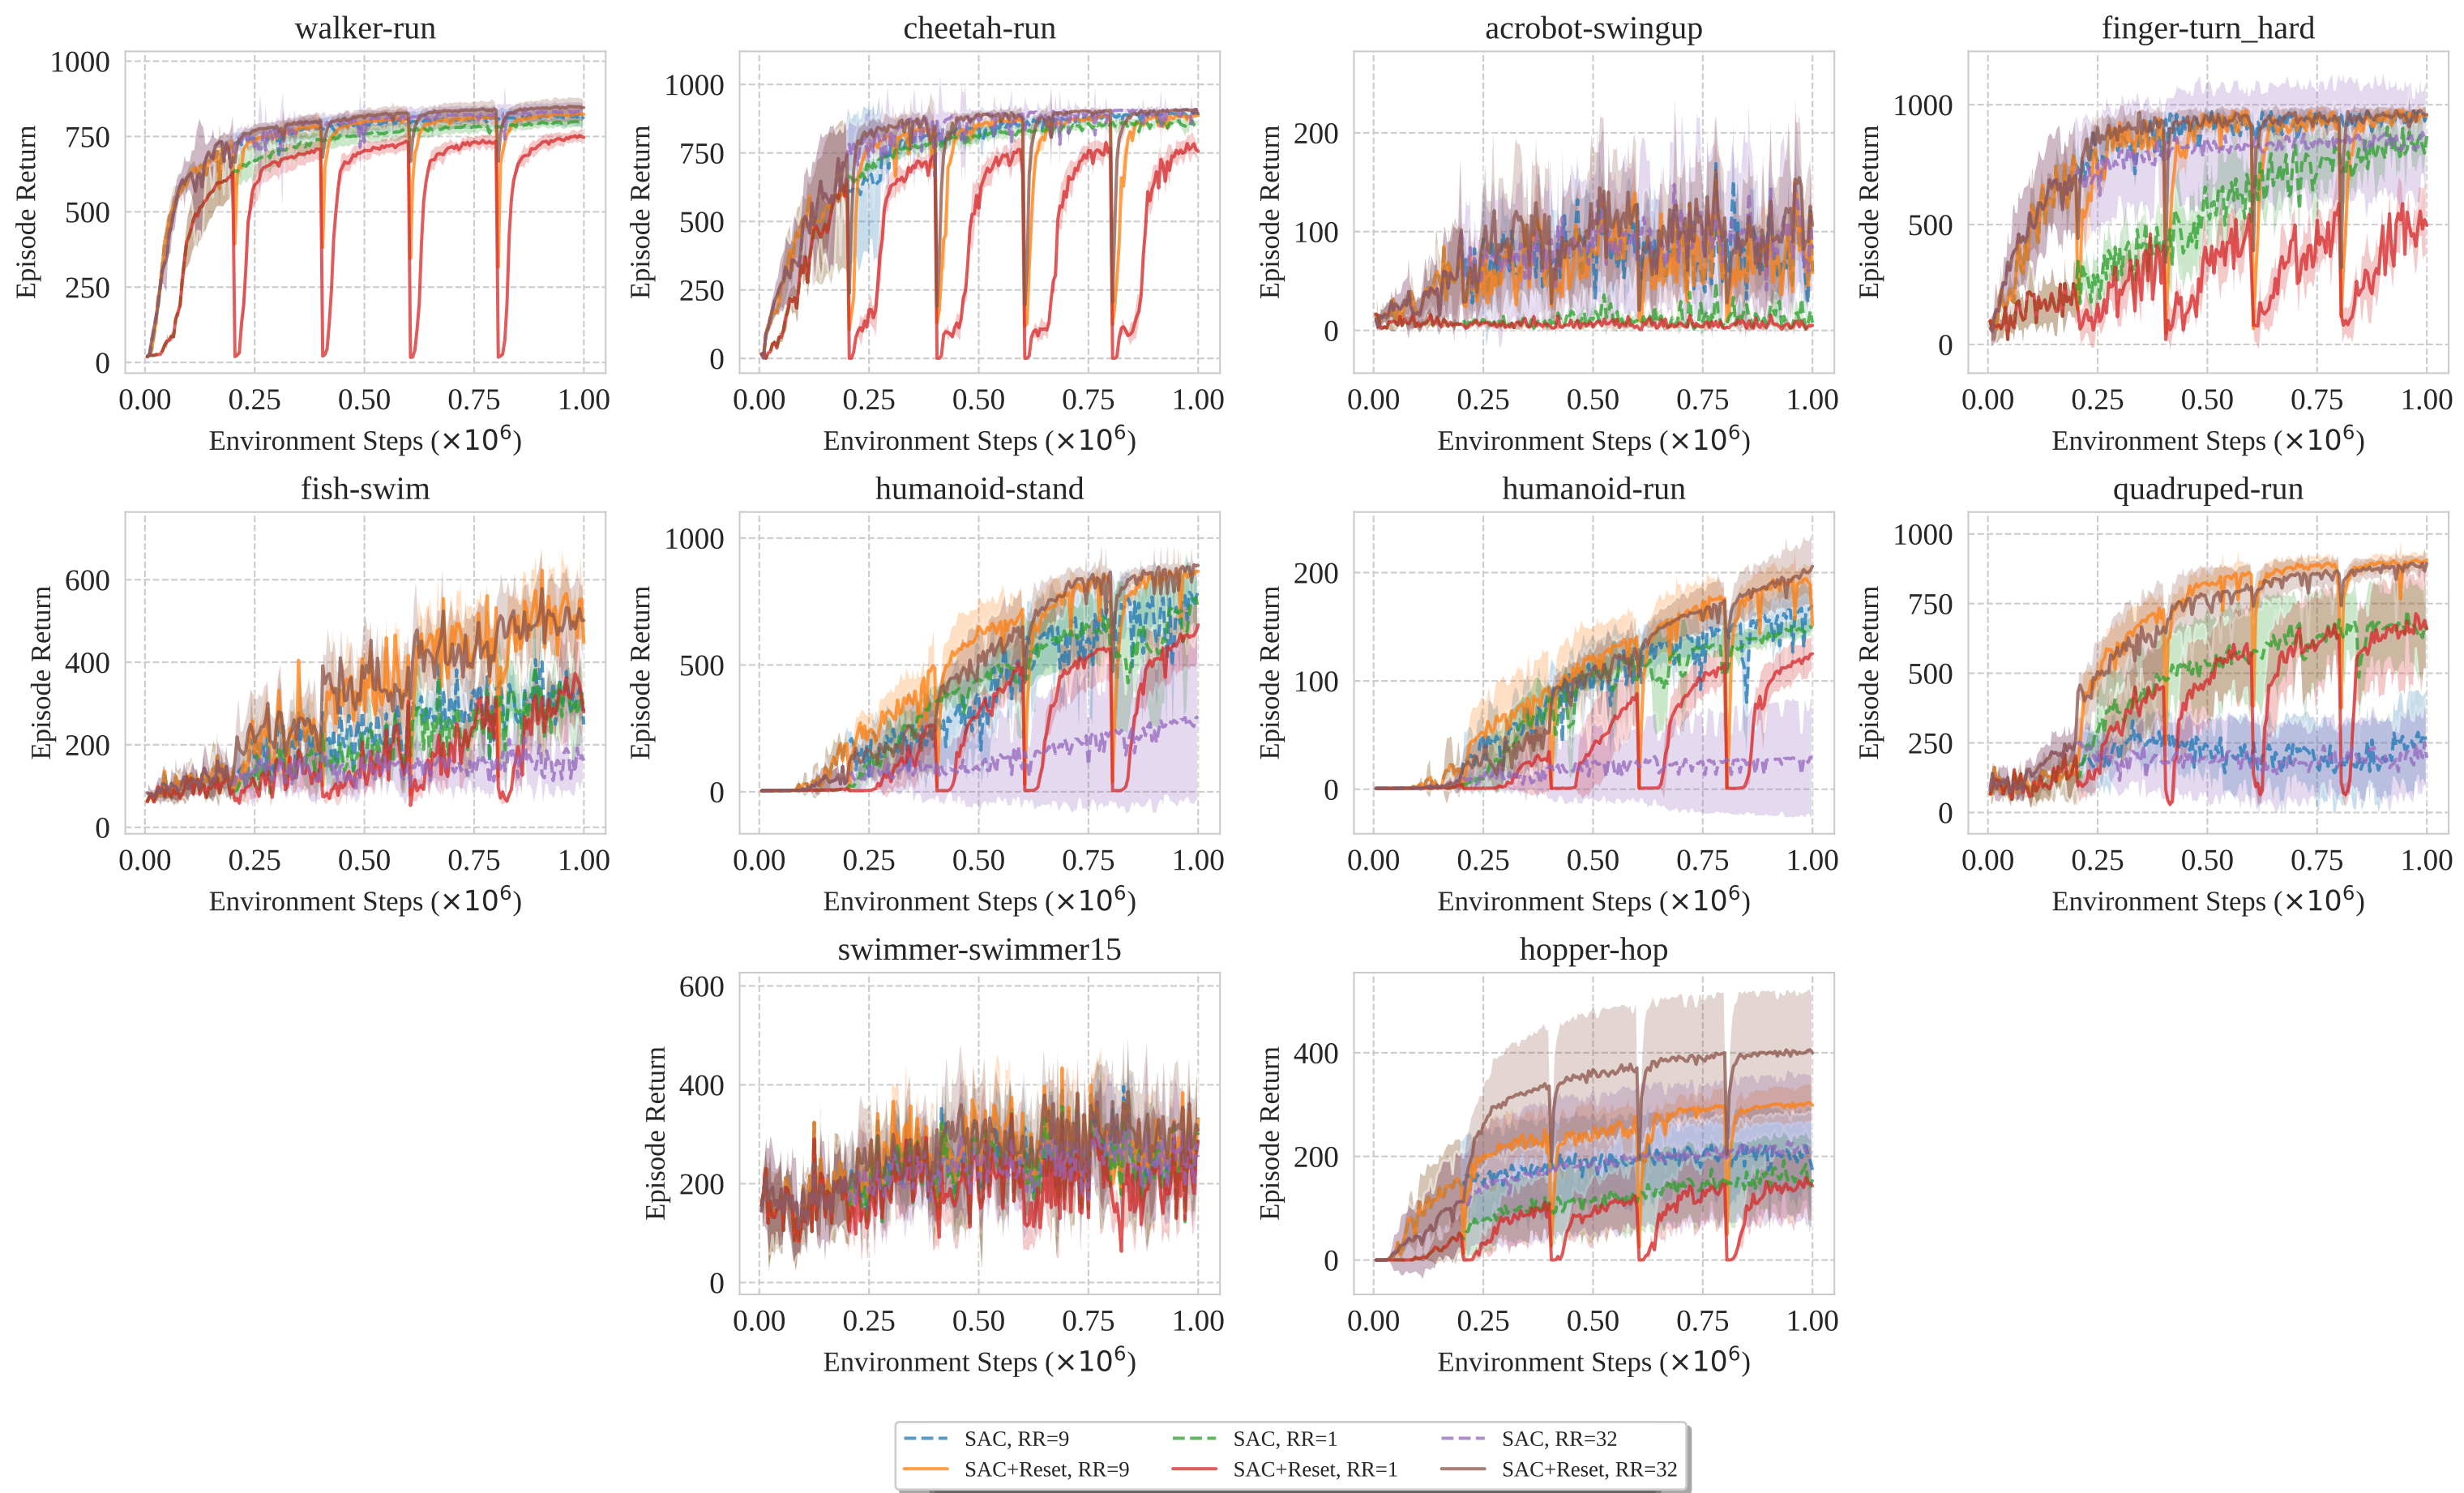 walker-run
cheetah-run
acrobot-swingup
finger-turn_hard
Episode Return
1000
750
500
250
0
0.00 0.25 0.50 0.75 1.00
Environment Steps (×10⁶)
Episode Return
1000
750
500
250
0
0.00 0.25 0.50 0.75 1.00
Environment Steps (×10⁶)
Episode Return
200
100
0
0.00 0.25 0.50 0.75 1.00
Environment Steps (×10⁶)
Episode Return
1000
500
0
0.00 0.25 0.50 0.75 1.00
Environment Steps (×10⁶)
fish-swim
humanoid-stand
humanoid-run
quadruped-run
Episode Return
600
400
200
0
0.00 0.25 0.50 0.75 1.00
Environment Steps (×10⁶)
Episode Return
1000
500
0
0.00 0.25 0.50 0.75 1.00
Environment Steps (×10⁶)
Episode Return
200
100
0
0.00 0.25 0.50 0.75 1.00
Environment Steps (×10⁶)
Episode Return
1000
750
500
250
0
0.00 0.25 0.50 0.75 1.00
Environment Steps (×10⁶)
swimmer-swimmer15
hopper-hop
Episode Return
600
400
200
0
0.00 0.25 0.50 0.75 1.00
Environment Steps (×10⁶)
Episode Return
400
200
0
0.00 0.25 0.50 0.75 1.00
Environment Steps (×10⁶)
SAC, RR=9
SAC, RR=1
SAC, RR=32
SAC+Reset, RR=9
SAC+Reset, RR=1
SAC+Reset, RR=32